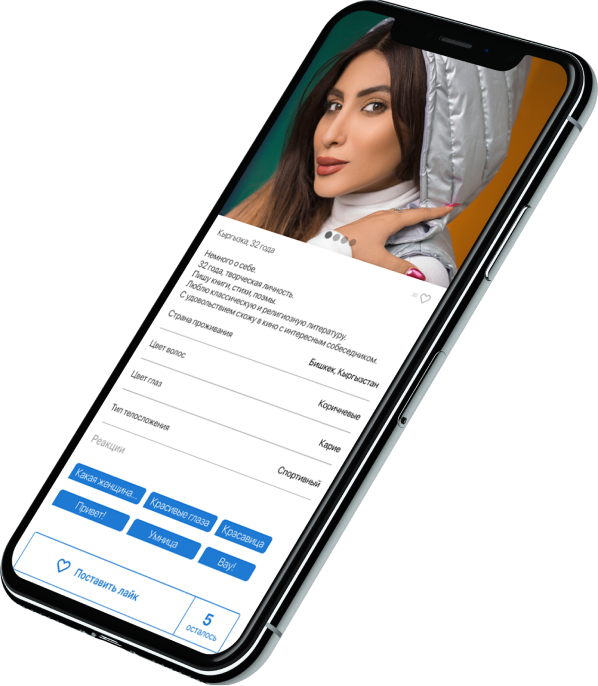 Кыргызка, 32 года
Немного о себе.
32 года, творческая личность.
Пишу книги, стихи, поэмы.
Люблю классическую и религиозную литературу.
С удовольствием схожу в кино с интересным собеседником.
Страна проживания Бишкек, Кыргызстан
Цвет волос Коричневые
Цвет глаз Карие
Тип телосложения Спортивный
Реакции
Какая женщина... Красивые глаза Красавица
Привет! Умница Вау!
Поставить лайк 5
осталось